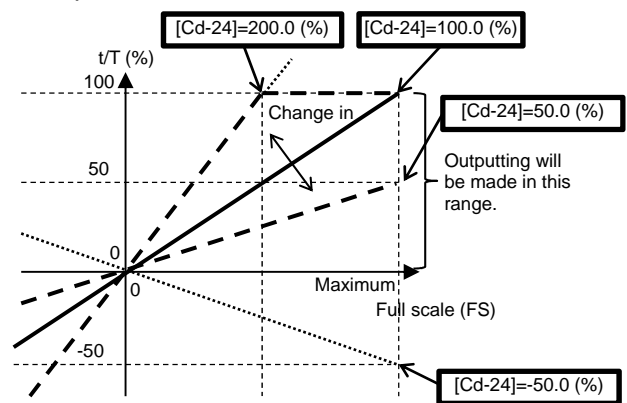 [Cd-24]=200.0 (%)
[Cd-24]=100.0 (%)
t/T (%)
100
Change in
[Cd-24]=50.0 (%)
50
Outputting will
be made in this
range.
0
0
Maximum
Full scale (FS)
-50
[Cd-24]=-50.0 (%)